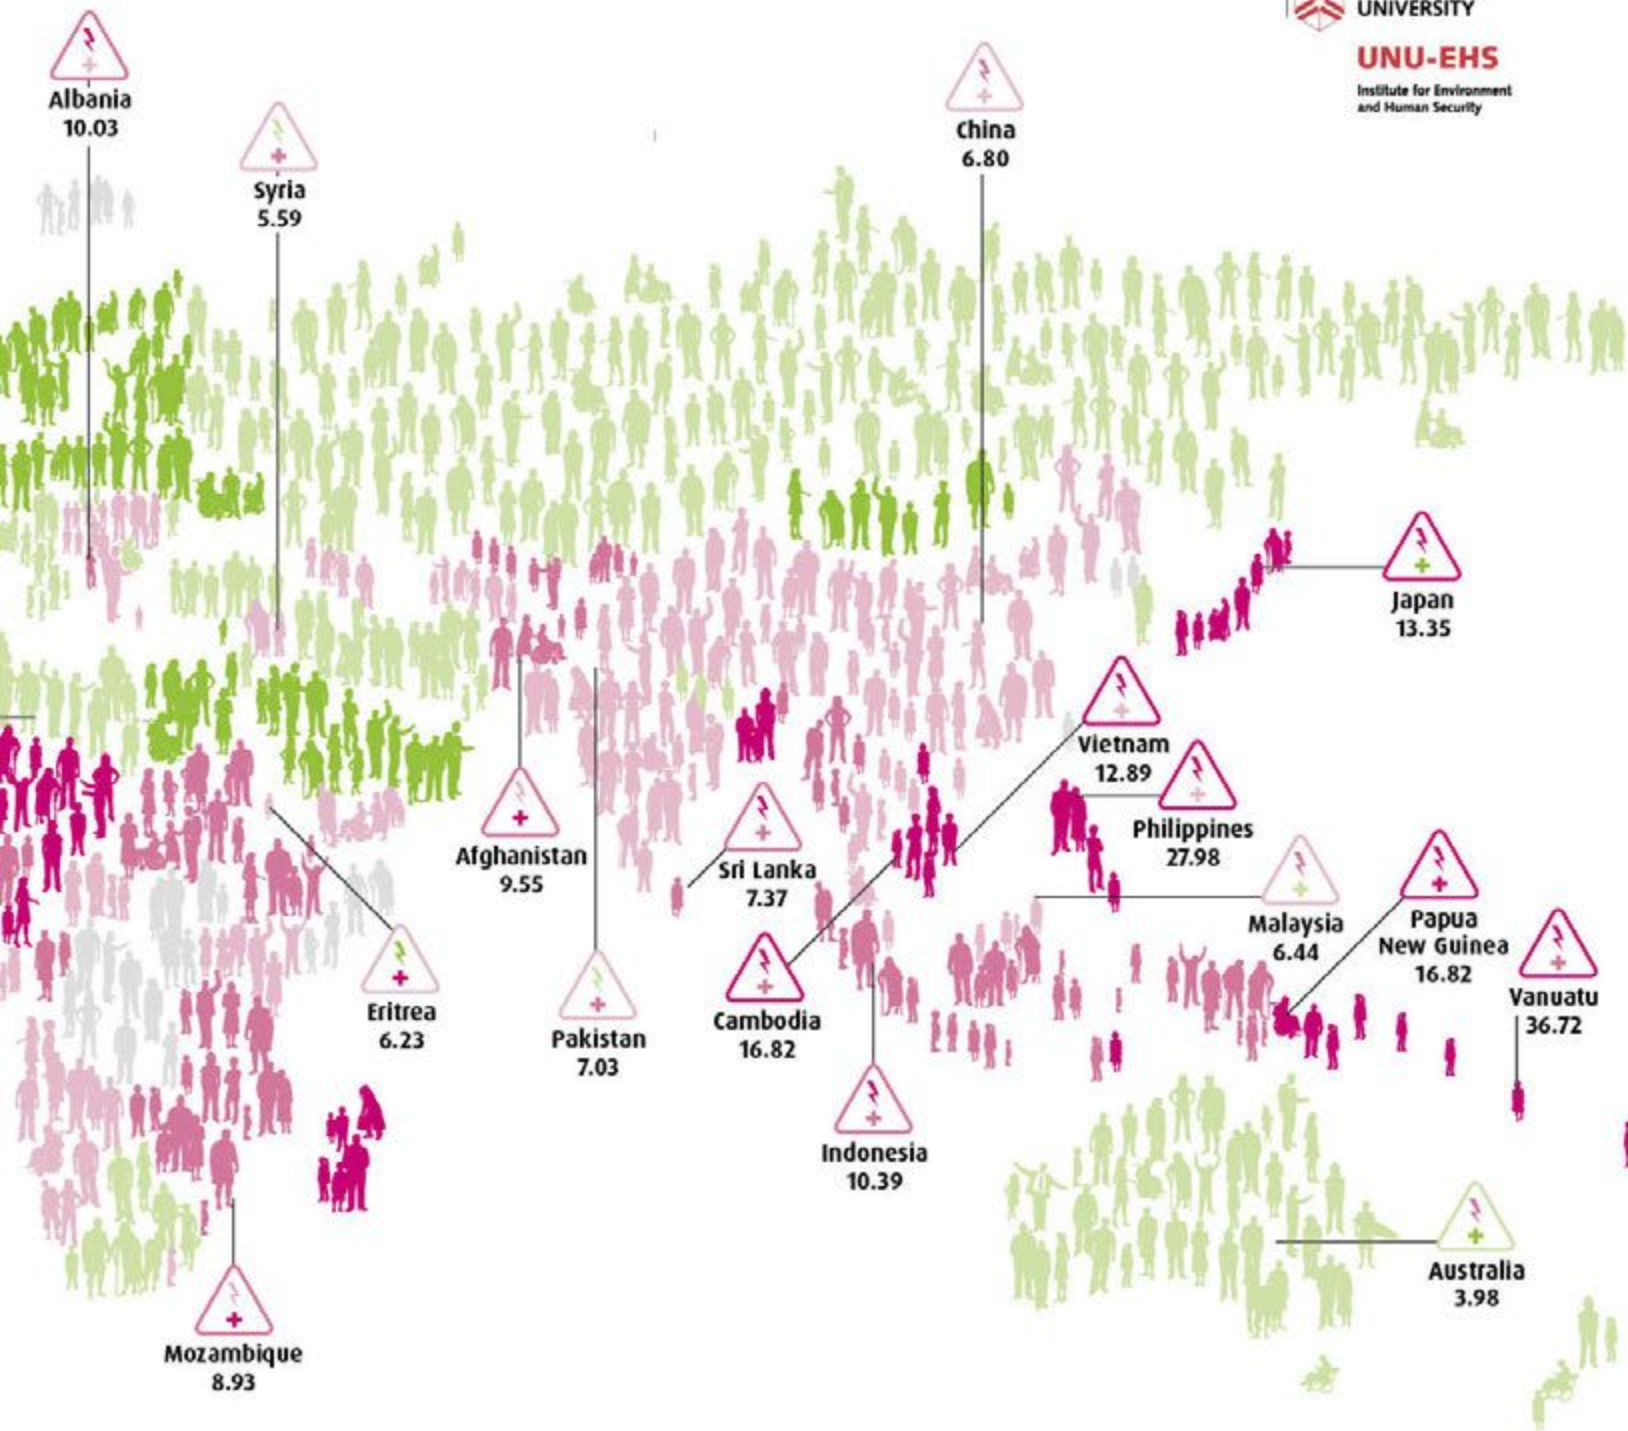 UNIVERSITY
UNU-EHS
Institute for Environment
and Human Security
Albania
10.03
Syria
5.59
China
6.80
Japan
13.35
Vietnam
12.89
Philippines
27.98
Afghanistan
9.55
Sri Lanka
7.37
Malaysia
6.44
Papua
New Guinea
16.82
Vanuatu
36.72
Eritrea
6.23
Pakistan
7.03
Cambodia
16.82
Indonesia
10.39
Australia
3.98
Mozambique
8.93